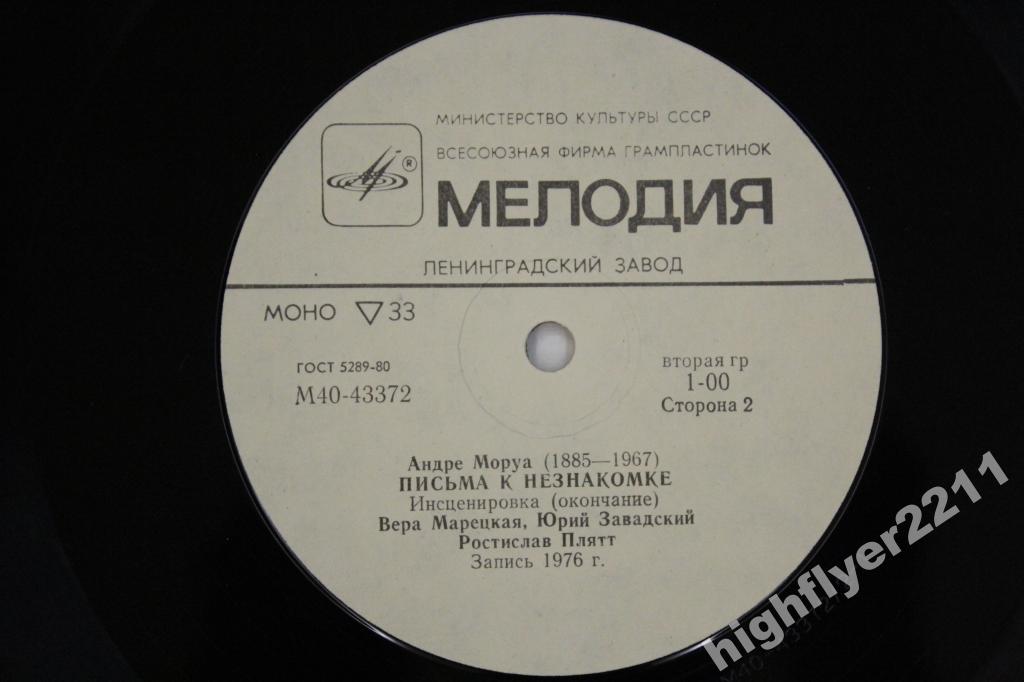 МИНИСТЕРСТВО КУЛЬТУРЫ СССР
ВСЕСОЮЗНАЯ ФИРМА ГРАМПЛАСТИНОК
®
МЕЛОДИЯ
ЛЕНИНГРАДСКИЙ ЗАВОД
МОНО ▽ 33
ГОСТ 5289-80
М40-43372
вторая гр
1-00
Сторона 2
Андре Моруа (1885—1967)
ПИСЬМА К НЕЗНАКОМКЕ
Инсценировка (окончание)
Вера Марецкая, Юрий Завадский
Ростислав Плятт
Запись 1976 г.
highflyer2211